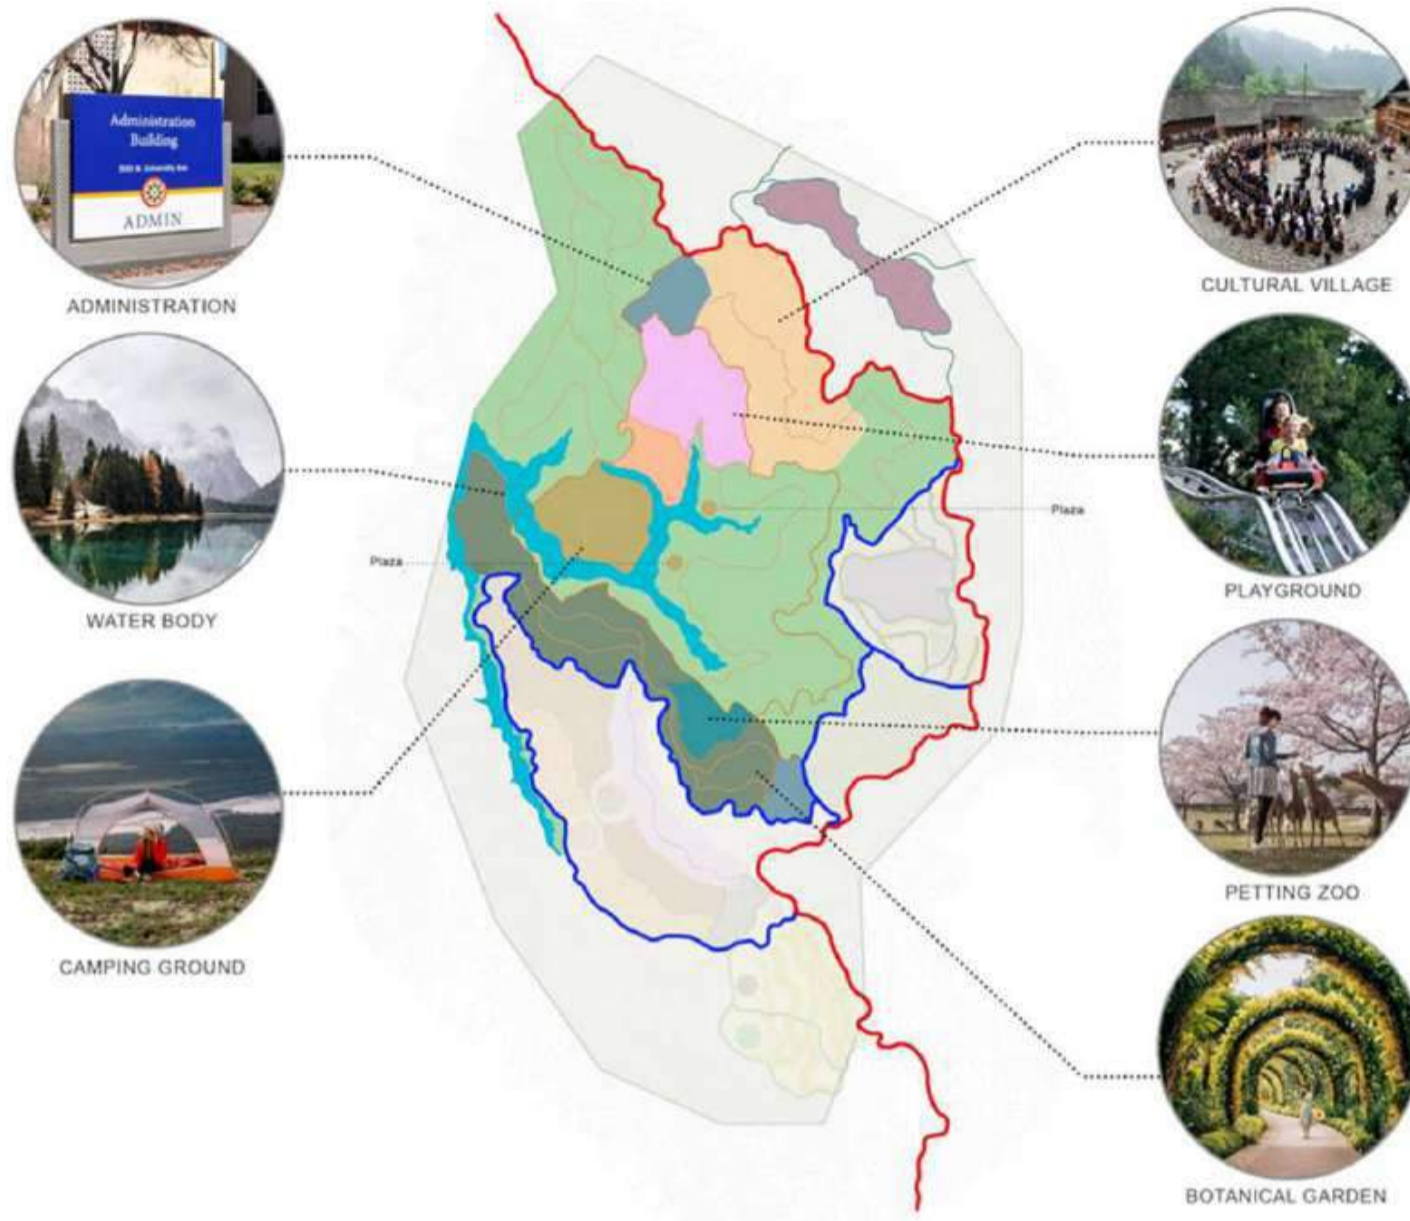 Administration
Building
ADMIN
ADMINISTRATION
WATER BODY
CAMPING GROUND
Plaza
Plaza
CULTURAL VILLAGE
PLAYGROUND
PETTING ZOO
BOTANICAL GARDEN